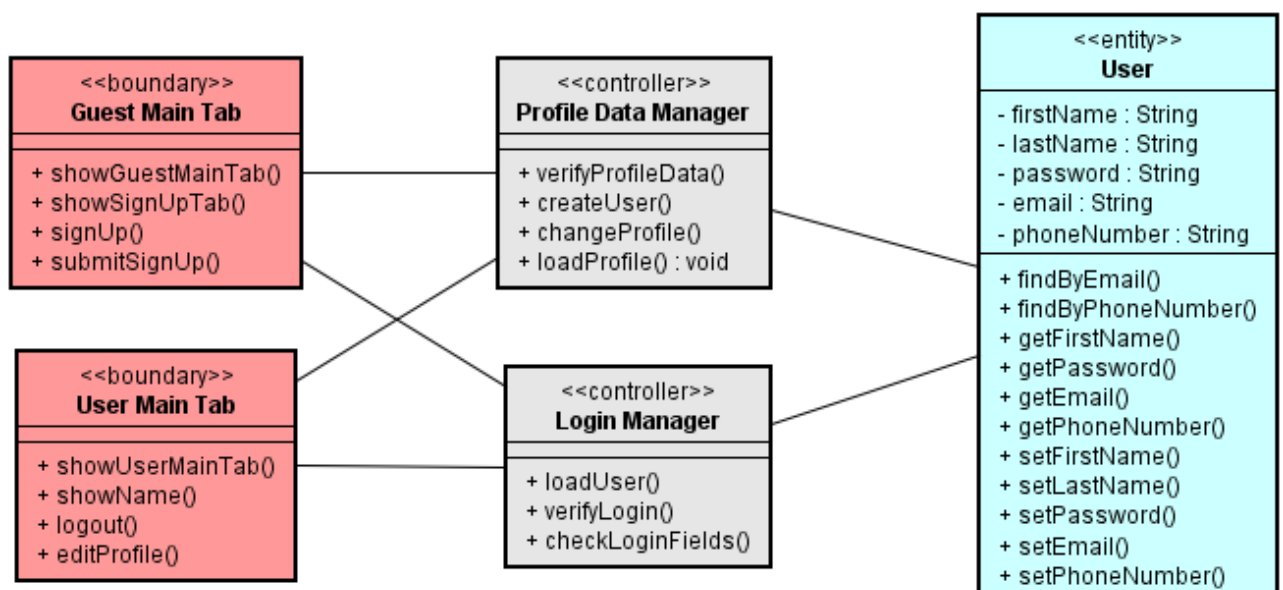 <<boundary>>
Guest Main Tab
+ showGuestMainTab()
+ showSignUpTab()
+ signUp()
+ submitSignUp()
<<boundary>>
User Main Tab
+ showUserMainTab()
+ showName()
+ logout()
+ editProfile()
<<controller>>
Profile Data Manager
+ verifyProfileData()
+ createUser()
+ changeProfile()
+ loadProfile() : void
<<controller>>
Login Manager
+ loadUser()
+ verifyLogin()
+ checkLoginFields()
<<entity>>
User
- firstName : String
- lastName : String
- password : String
- email : String
- phoneNumber : String
+ findByEmail()
+ findByPhoneNumber()
+ getFirstName()
+ getPassword()
+ getEmail()
+ getPhoneNumber()
+ setFirstName()
+ setLastName()
+ setPassword()
+ setEmail()
+ setPhoneNumber()